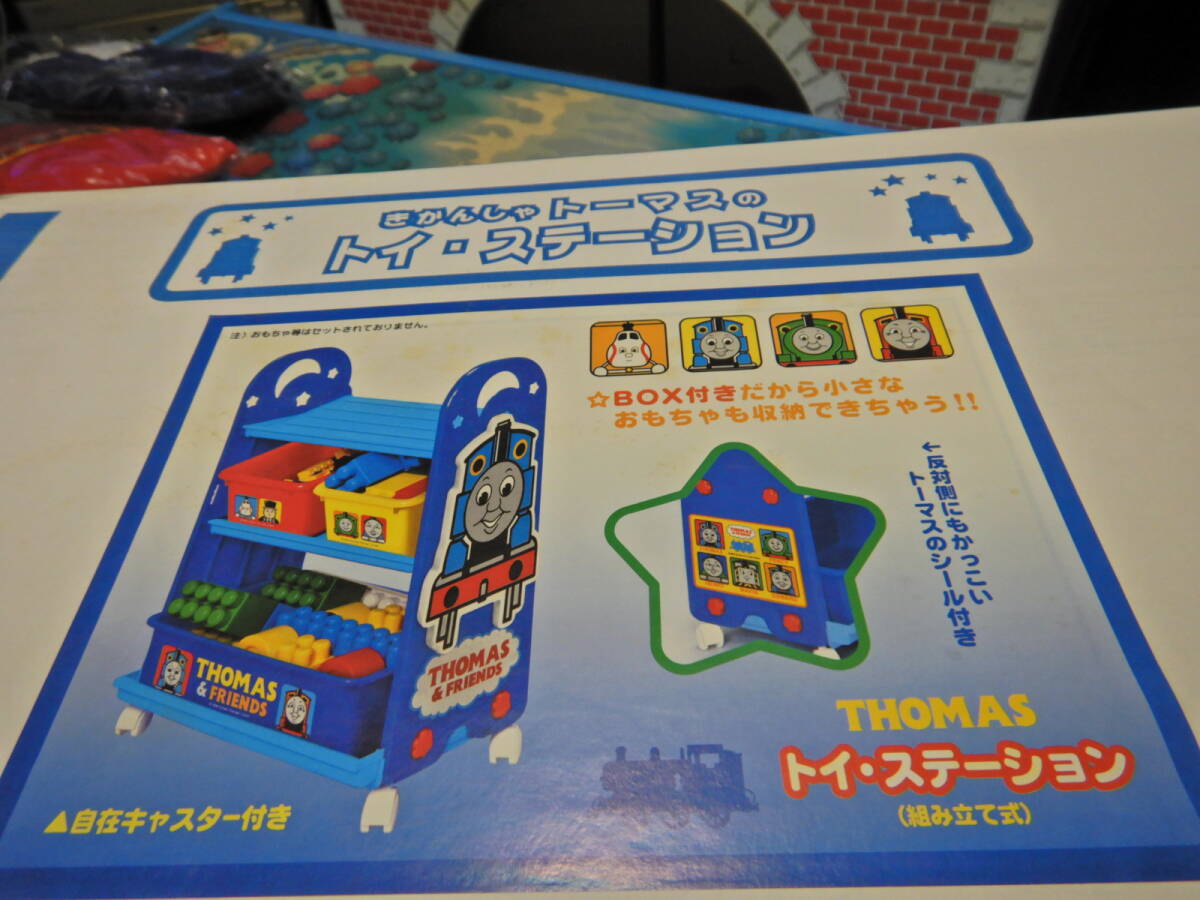 きかんしゃトーマスの
トイ・ステーション
注）おもちゃ等はセットされておりません。
☆BOX付きだから小さな
おもちゃも収納できちゃう!!
←反対側にもかっこいい
トーマスのシール付き
THOMAS
& FRIENDS
THOMAS
& FRIENDS
THOMAS
トイ・ステーション
（組み立て式）
▲自在キャスター付き